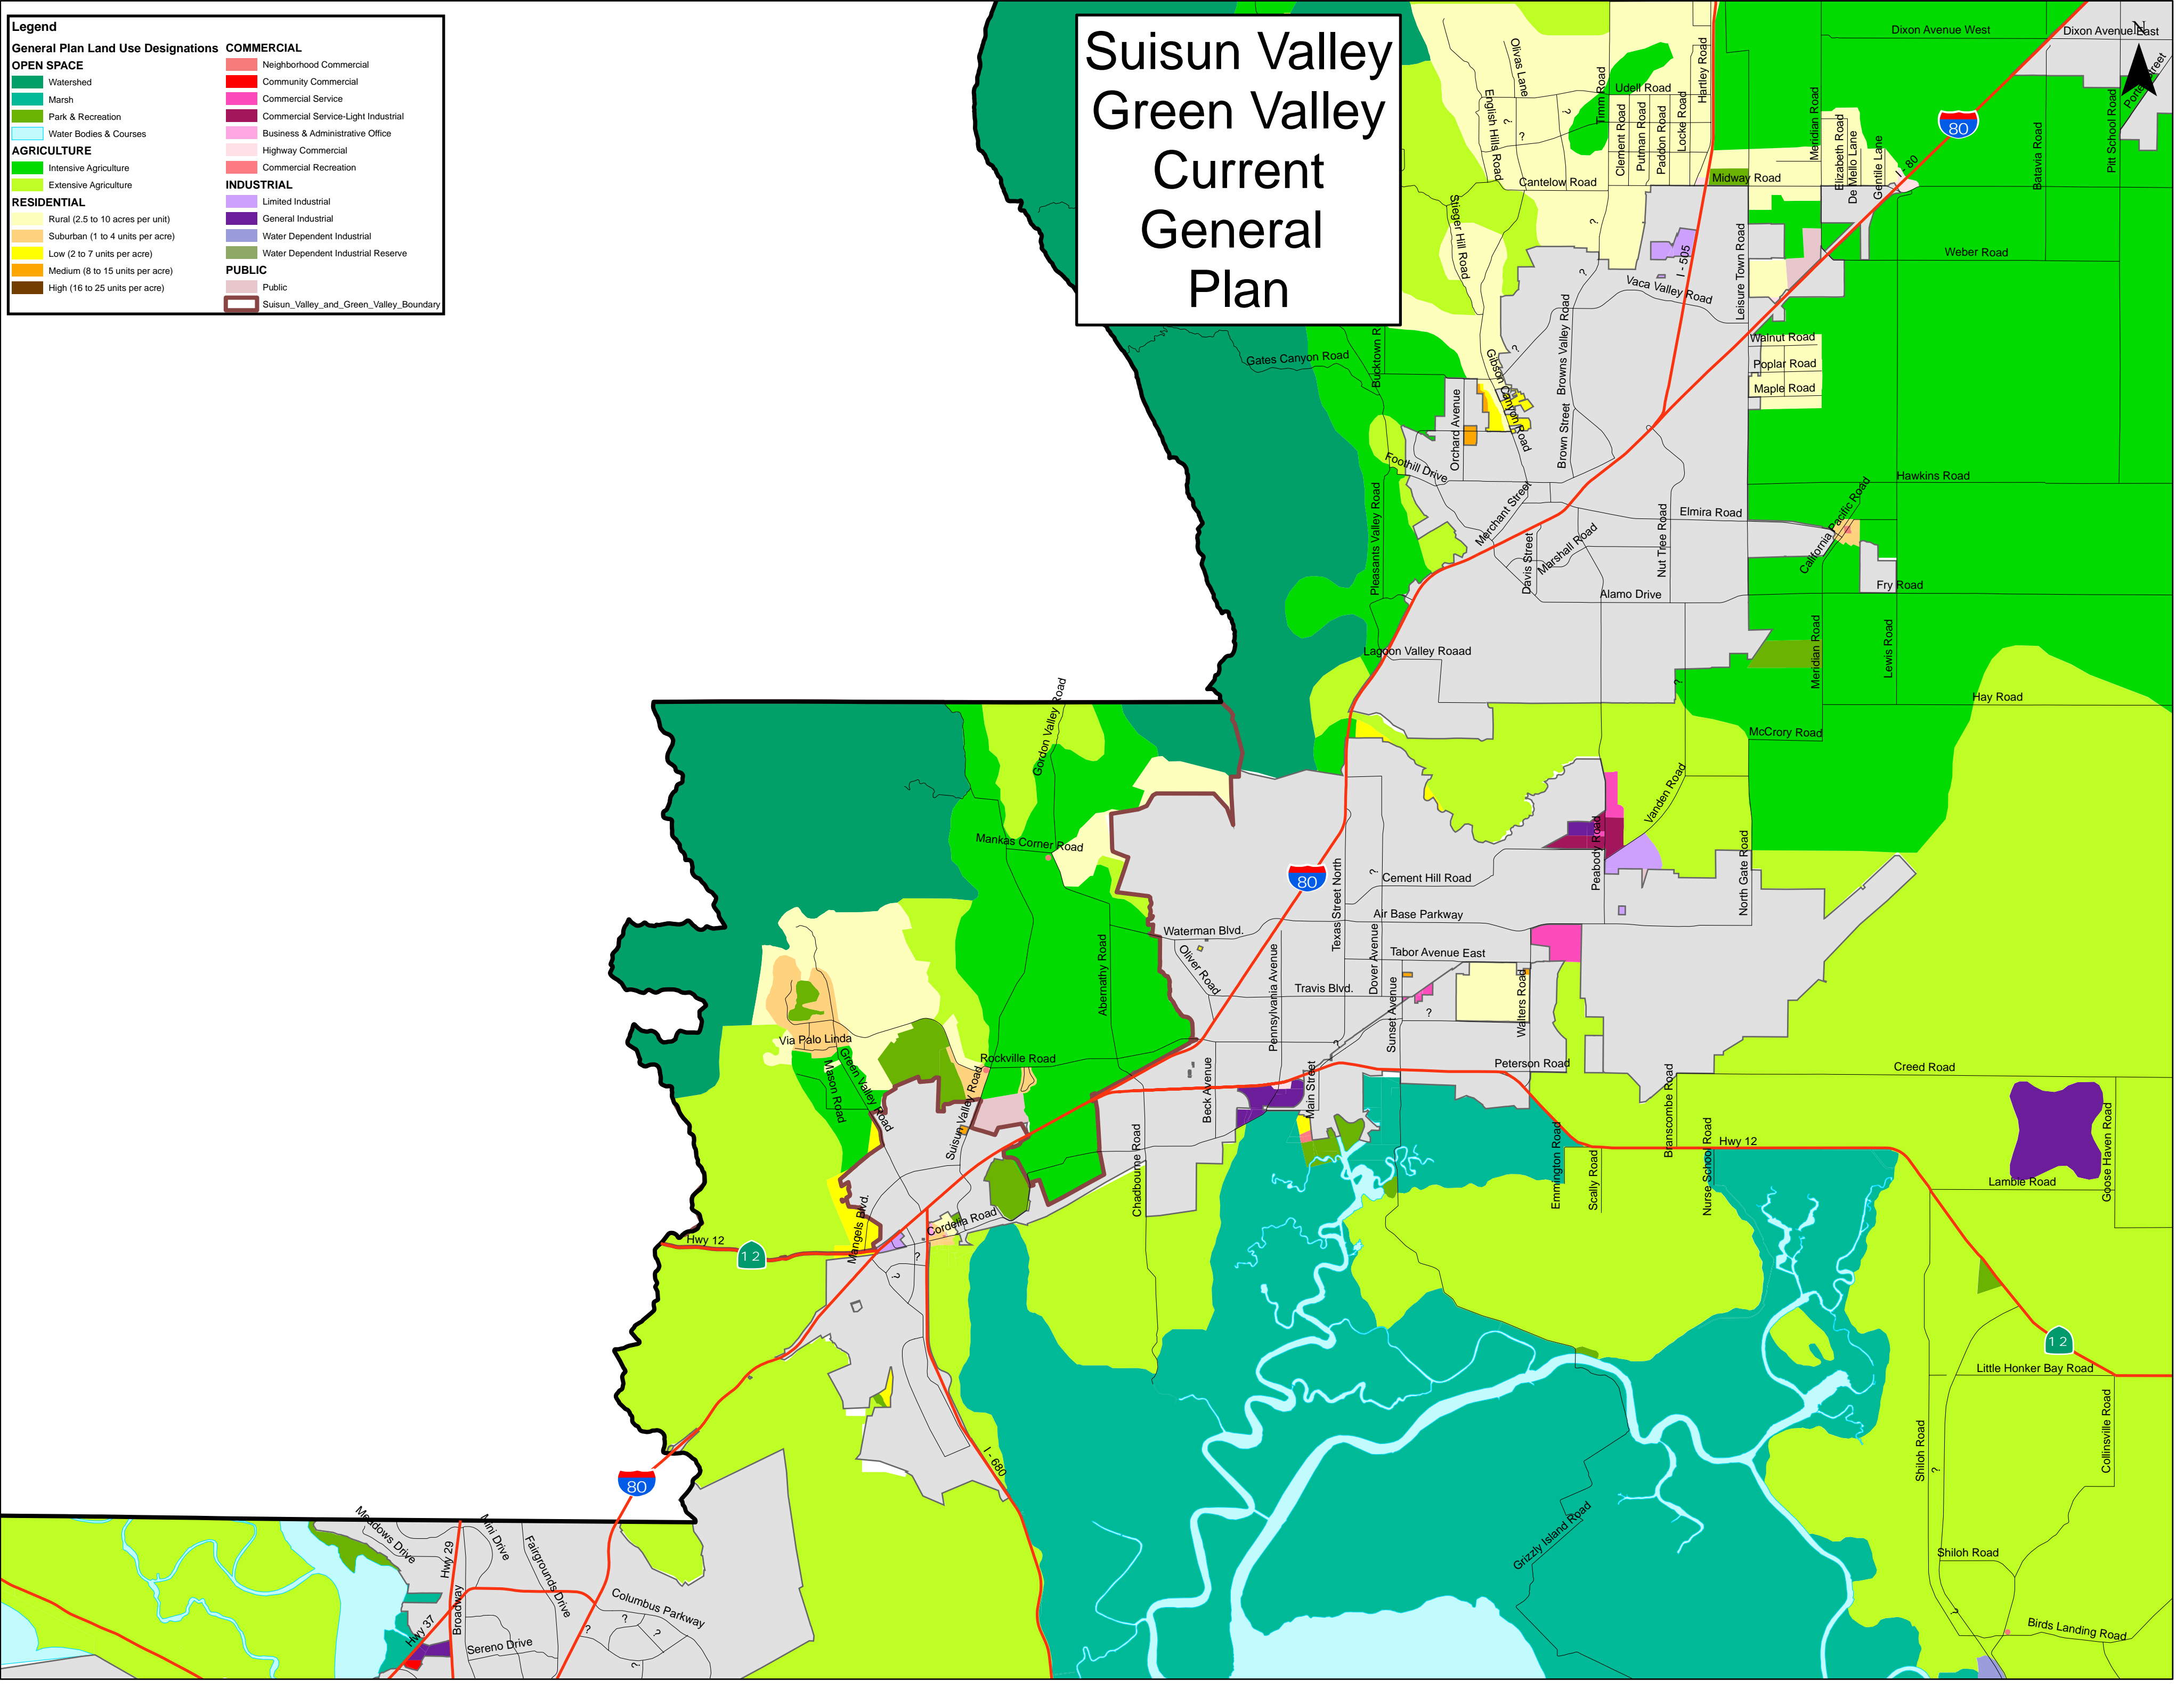 Legend
General Plan Land Use Designations
OPEN SPACE
Watershed
Marsh
Park & Recreation
Water Bodies & Courses
AGRICULTURE
Intensive Agriculture
Extensive Agriculture
RESIDENTIAL
Rural (2.5 to 10 acres per unit)
Suburban (1 to 4 units per acre)
Low (2 to 7 units per acre)
Medium (8 to 15 units per acre)
High (16 to 25 units per acre)
COMMERCIAL
Neighborhood Commercial
Community Commercial
Commercial Service
Commercial Service-Light Industrial
Business & Administrative Office
Highway Commercial
Commercial Recreation
INDUSTRIAL
Limited Industrial
General Industrial
Water Dependent Industrial
Water Dependent Industrial Reserve
PUBLIC
Public
Suisun_Valley_and_Green_Valley_Boundary
Suisun Valley
Green Valley
Current
General
Plan
N
Dixon Avenue West
Dixon Avenue East
Olivas Lane
English Hills Road
?
?
?
Timm Road
Udell Road
Hartley Road
Clement Road
Putman Road
Paddon Road
Locke Road
Meridian Road
Elizabeth Road
De Mello Lane
Gentile Lane
I - 80
80
Batavia Road
Pitt School Road
Cantelow Road
Midway Road
Stieger Hill Road
?
?
I - 505
Vaca Valley Road
Leisure Town Road
Weber Road
Gates Canyon Road
Gibson Canyon Road
?
Browns Valley Road
Walnut Road
Poplar Road
Maple Road
Orchard Avenue
Brown Street
Foothill Drive
Pleasants Valley Road
Merchant Street
Davis Street
Marshall Road
Nut Tree Road
Elmira Road
Hawkins Road
California Pacific Road
Fry Road
Alamo Drive
Lagoon Valley Roaad
?
Meridian Road
Lewis Road
Hay Road
McCrory Road
Gordon Valley Road
Mankas Corner Road
Vanden Road
Peabody Road
North Gate Road
80
Texas Street North
?
Cement Hill Road
Air Base Parkway
Waterman Blvd.
Oliver Road
Abernathy Road
Pennsylvania Avenue
Dover Avenue
Tabor Avenue East
Travis Blvd.
Sunset Avenue
?
?
Walters Road
Via Palo Linda
Mason Road
Green Valley Road
Rockville Road
Suisun Valley Road
Beck Avenue
Main Street
Peterson Road
Creed Road
Branscombe Road
Hwy 12
Goose Haven Road
Chadbourne Road
Emmington Road
Scally Road
Nurse School Road
Lambie Road
Mangels Blvd.
Cordelia Road
Hwy 12
12
?
?
12
Little Honker Bay Road
I - 680
Shiloh Road
?
Collinsville Road
80
Grizzly Island Road
Meadows Drive
Hwy 29
Mini Drive
Fairgrounds Drive
Broadway
Hwy 37
Sereno Drive
Columbus Parkway
?
?
?
?
Shiloh Road
?
Birds Landing Road